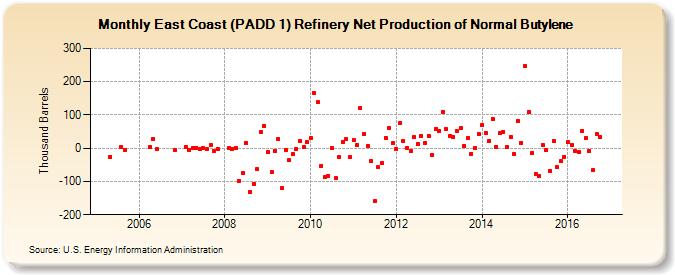 Monthly East Coast (PADD 1) Refinery Net Production of Normal Butylene
Thousand Barrels
300
200
100
0
-100
-200
2006 2008 2010 2012 2014 2016
Source: U.S. Energy Information Administration